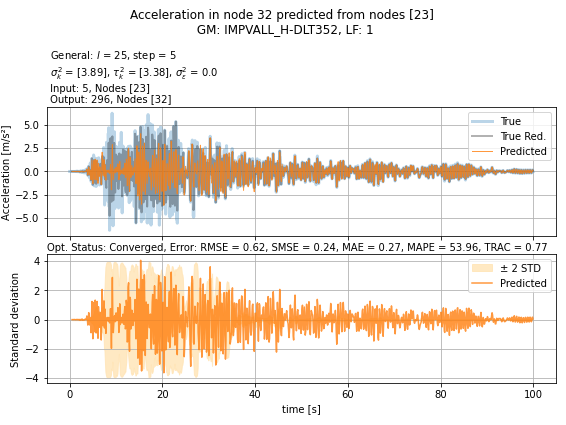 Acceleration in node 32 predicted from nodes [23]
GM: IMPVALL_H-DLT352, LF: 1
General: l = 25, step = 5
σ²ₖ = [3.89], τ²ₖ = [3.38], σ²ε = 0.0
Input: 5, Nodes [23]
Output: 296, Nodes [32]
Acceleration [m/s²]
5.0
2.5
0.0
−2.5
−5.0
True
True Red.
Predicted
Opt. Status: Converged, Error: RMSE = 0.62, SMSE = 0.24, MAE = 0.27, MAPE = 53.96, TRAC = 0.77
Standard deviation
4
2
0
−2
−4
± 2 STD
Predicted
0 20 40 60 80 100
time [s]